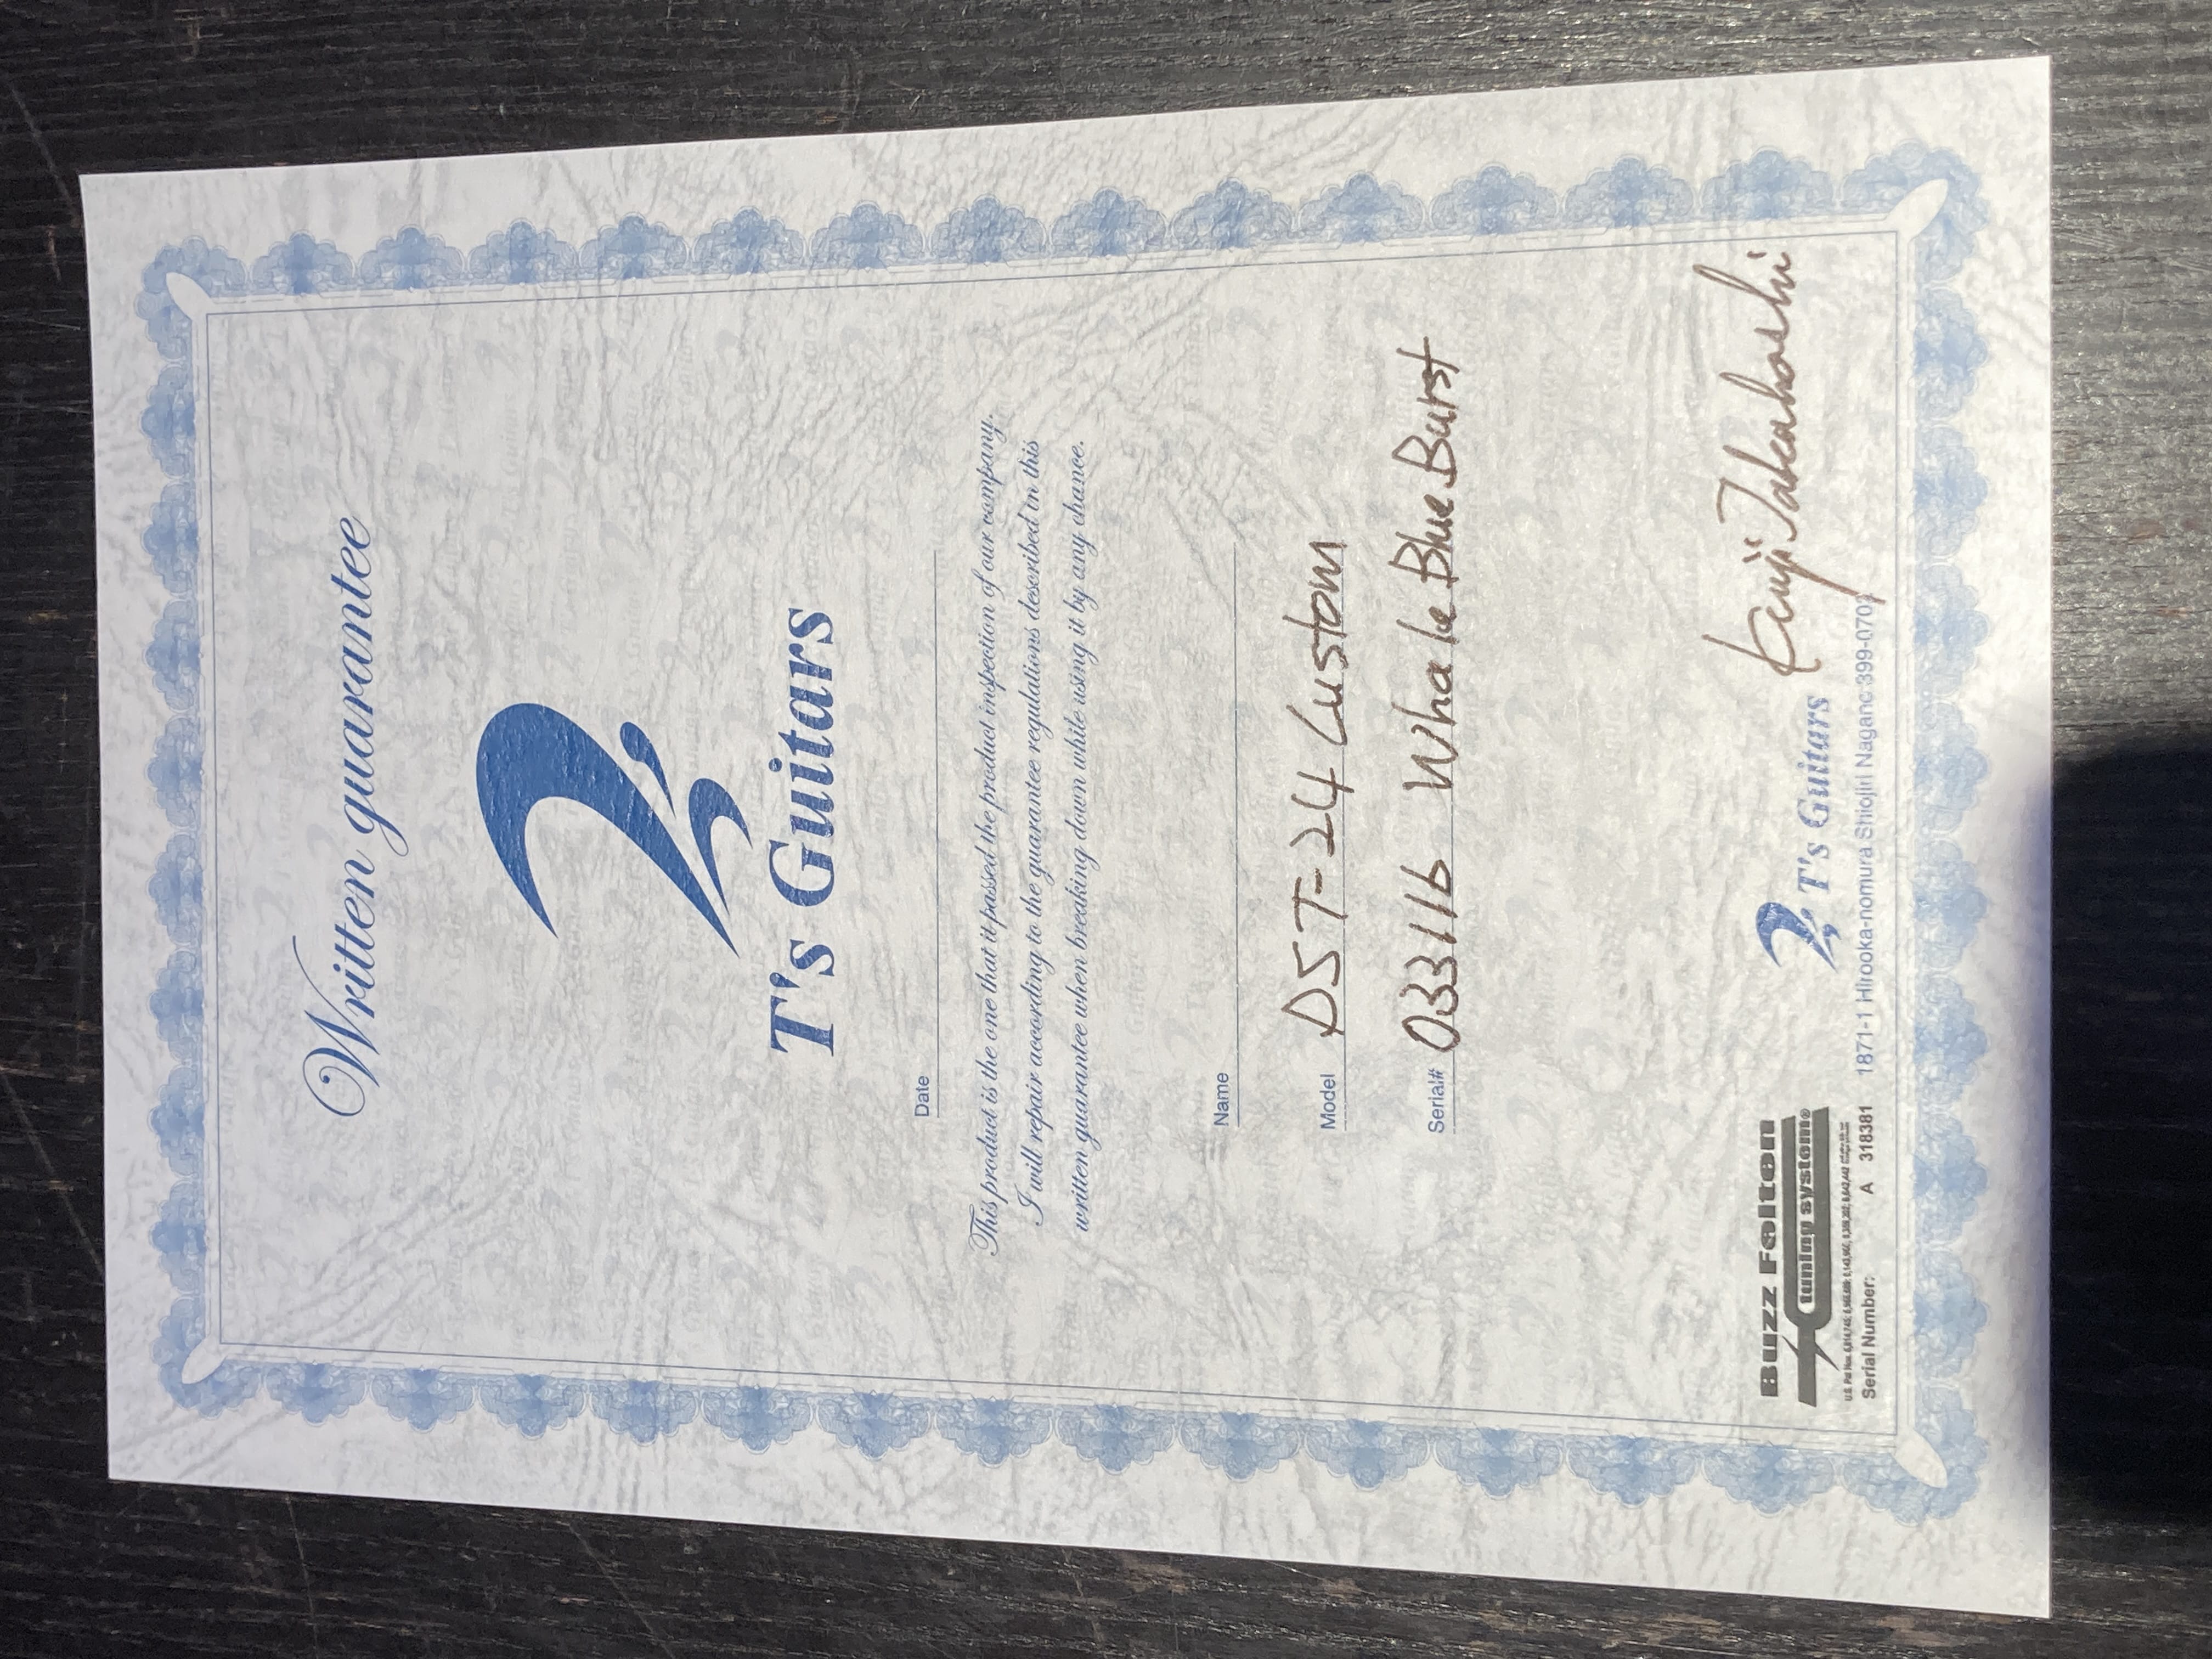 Written guarantee
T's Guitars
Date
This product is the one that it passed the product inspection of our company.
I will repair according to the guarantee regulations described in this
written guarantee when breaking down while using it by any chance.
Name
Model DST-24 Custom
Serial# 033116 Whale Blue Burst
Buzz Feiten
tuning system®
Serial Number: A 318381
T's Guitars
1871-1 Hirooka-nomura Shiojiri Nagano 399-0702
Kenji Takahashi